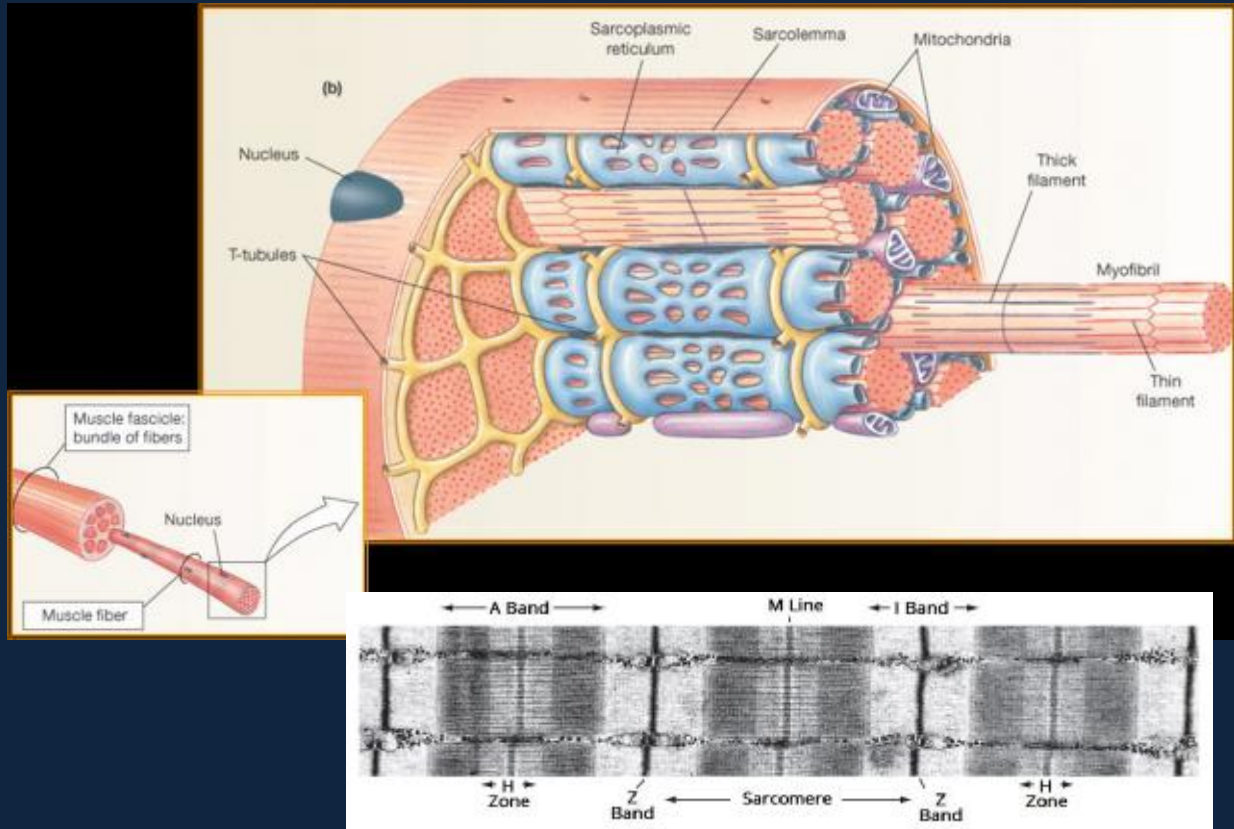 Sarcoplasmic
reticulum
Sarcolemma
Mitochondria
(b)
Nucleus
Thick
filament
T-tubules
Myofibril
Thin
filament
Muscle fascicle:
bundle of fibers
Nucleus
Muscle fiber
A Band
M Line
I Band
H
Zone
Z
Band
Sarcomere
Z
Band
H
Zone